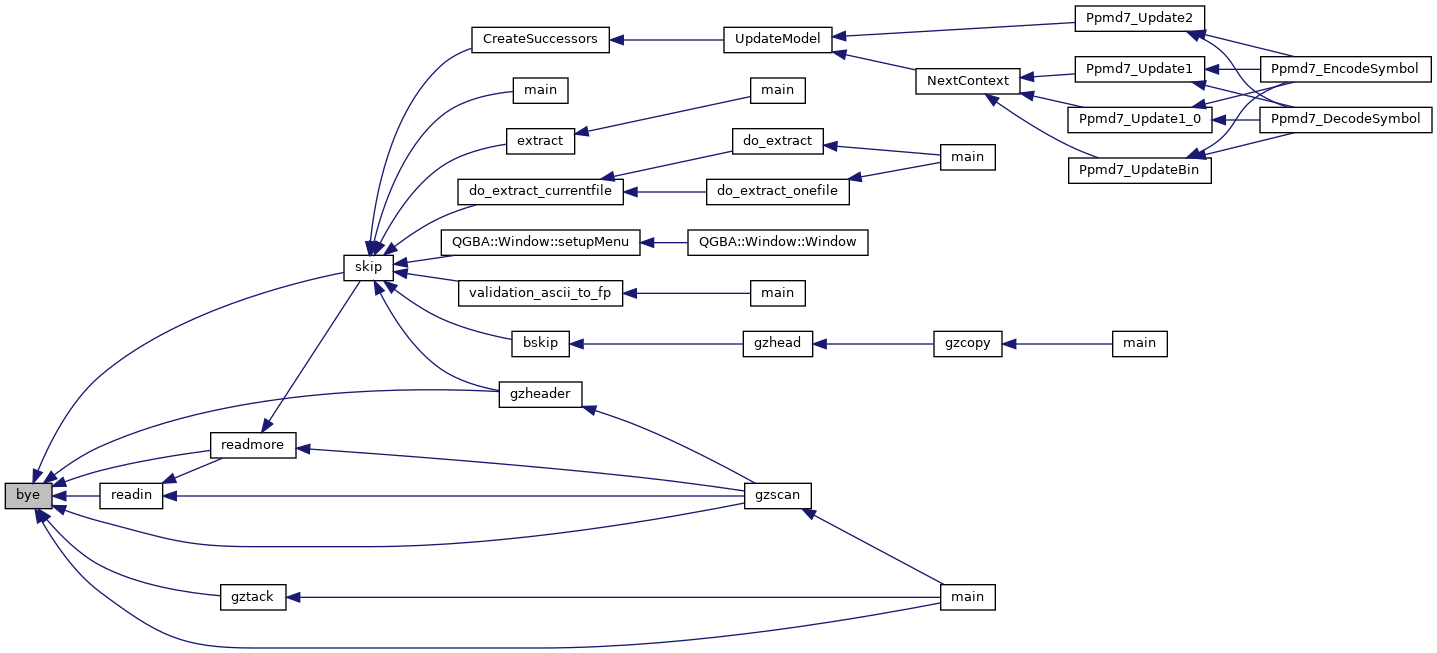 Ppmd7_Update2
CreateSuccessors
UpdateModel
Ppmd7_Update1
Ppmd7_EncodeSymbol
NextContext
main
main
Ppmd7_Update1_0
Ppmd7_DecodeSymbol
extract
do_extract
main
Ppmd7_UpdateBin
do_extract_currentfile
do_extract_onefile
QGBA::Window::setupMenu
QGBA::Window::Window
skip
validation_ascii_to_fp
main
bskip
gzhead
gzcopy
main
gzheader
readmore
bye
readin
gzscan
gztack
main